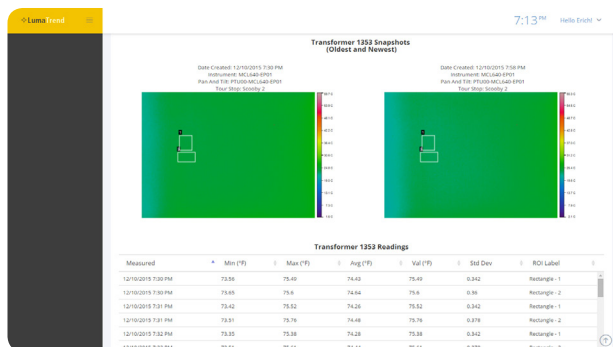 LumaTrend
7:13 PM
Hello Erich!
Transformer 1353 Snapshots
(Oldest and Newest)
Date Created: 12/10/2015 7:30 PM
Instrument: MCL640-EP01
Pan And Tilt: PTU00-MCL640-EP01
Tour Stop: Scooby 2
Date Created: 12/10/2015 7:58 PM
Instrument: MCL640-EP01
Pan And Tilt: PTU00-MCL640-EP01
Tour Stop: Scooby 2
Transformer 1353 Readings
Measured Min (°F) Max (°F) Avg (°F) Val (°F) Std Dev ROI Label
12/10/2015 7:30 PM 73.56 75.49 74.43 75.49 0.342 Rectangle - 1
12/10/2015 7:30 PM 73.65 75.6 74.64 75.6 0.36 Rectangle - 2
12/10/2015 7:31 PM 73.42 75.52 74.26 75.52 0.342 Rectangle - 1
12/10/2015 7:31 PM 73.51 75.76 74.48 75.76 0.378 Rectangle - 2
12/10/2015 7:32 PM 73.35 75.38 74.28 75.38 0.342 Rectangle - 1